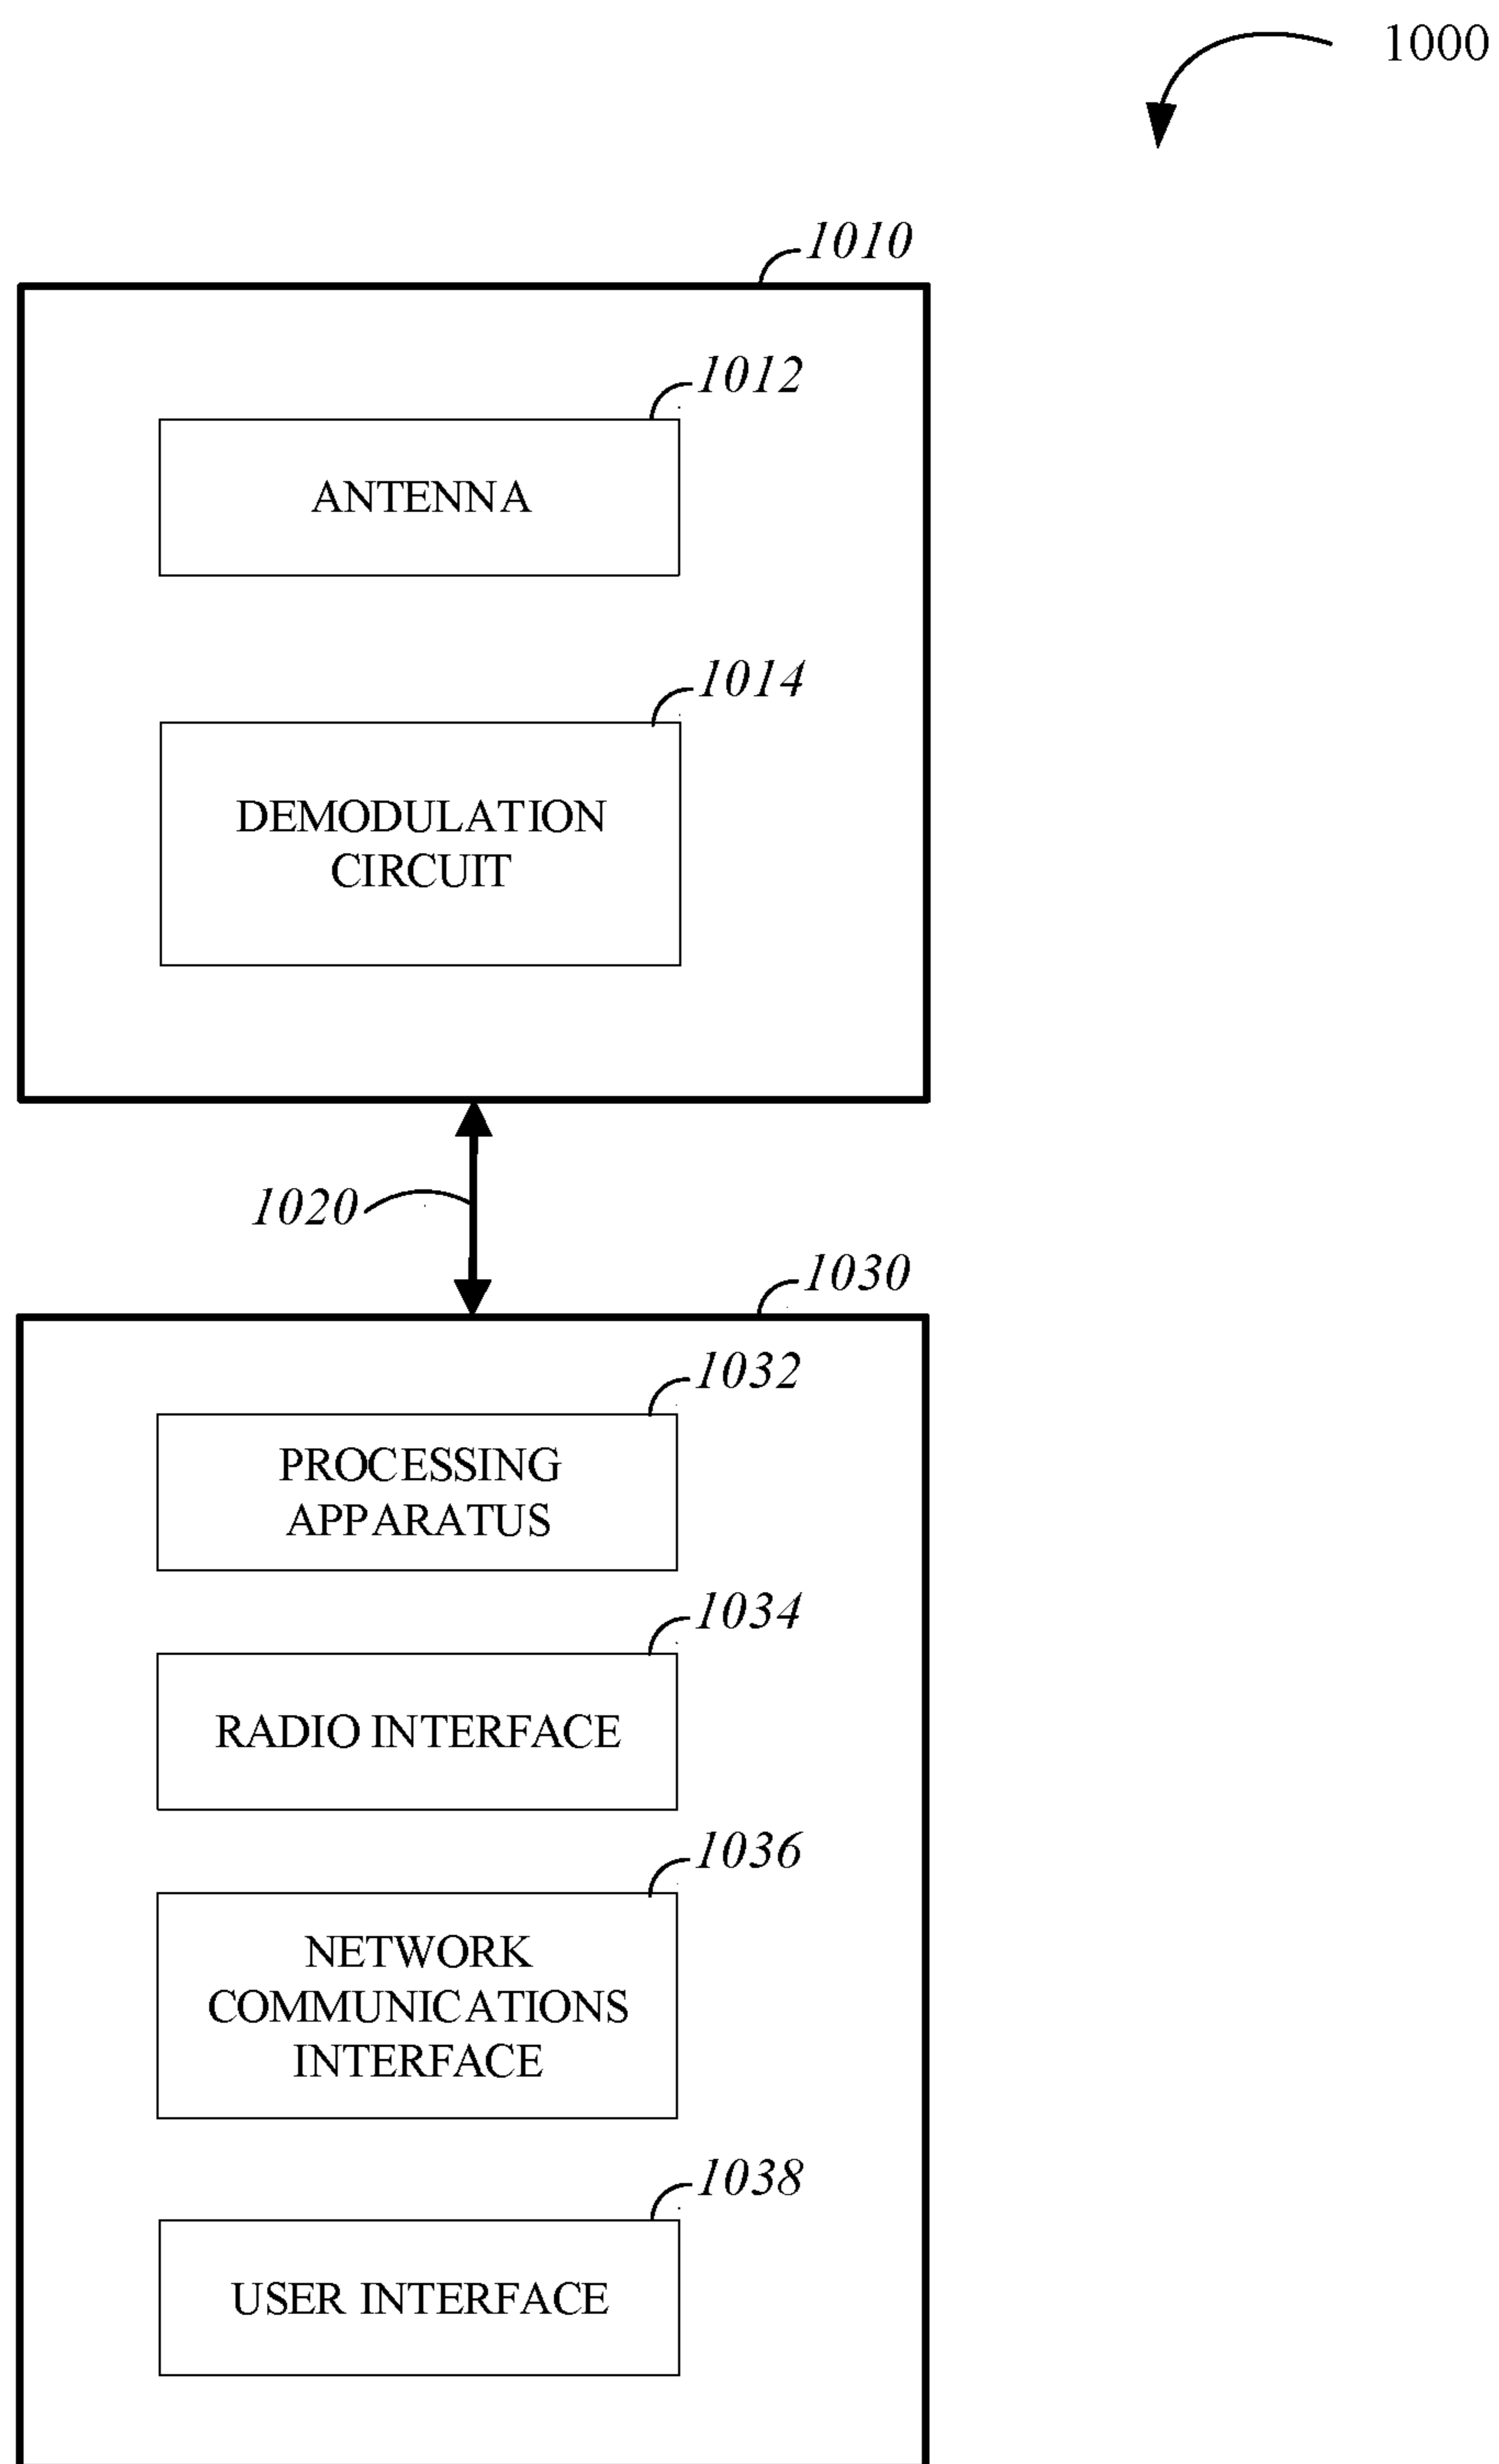 1000
1010
1012
ANTENNA
1014
DEMODULATION
CIRCUIT
1020
1030
1032
PROCESSING
APPARATUS
1034
RADIO INTERFACE
1036
NETWORK
COMMUNICATIONS
INTERFACE
1038
USER INTERFACE